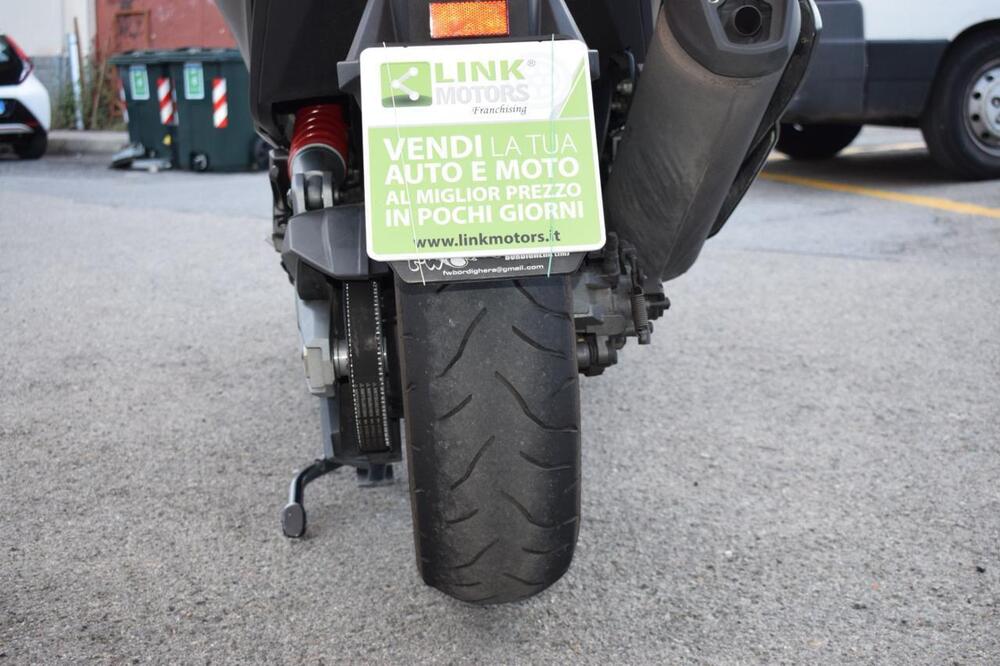 LINK®
MOTORS
Franchising
VENDI LA TUA
AUTO E MOTO
AL MIGLIOR PREZZO
IN POCHI GIORNI
www.linkmotors.it
fwbordighera@gmail.com